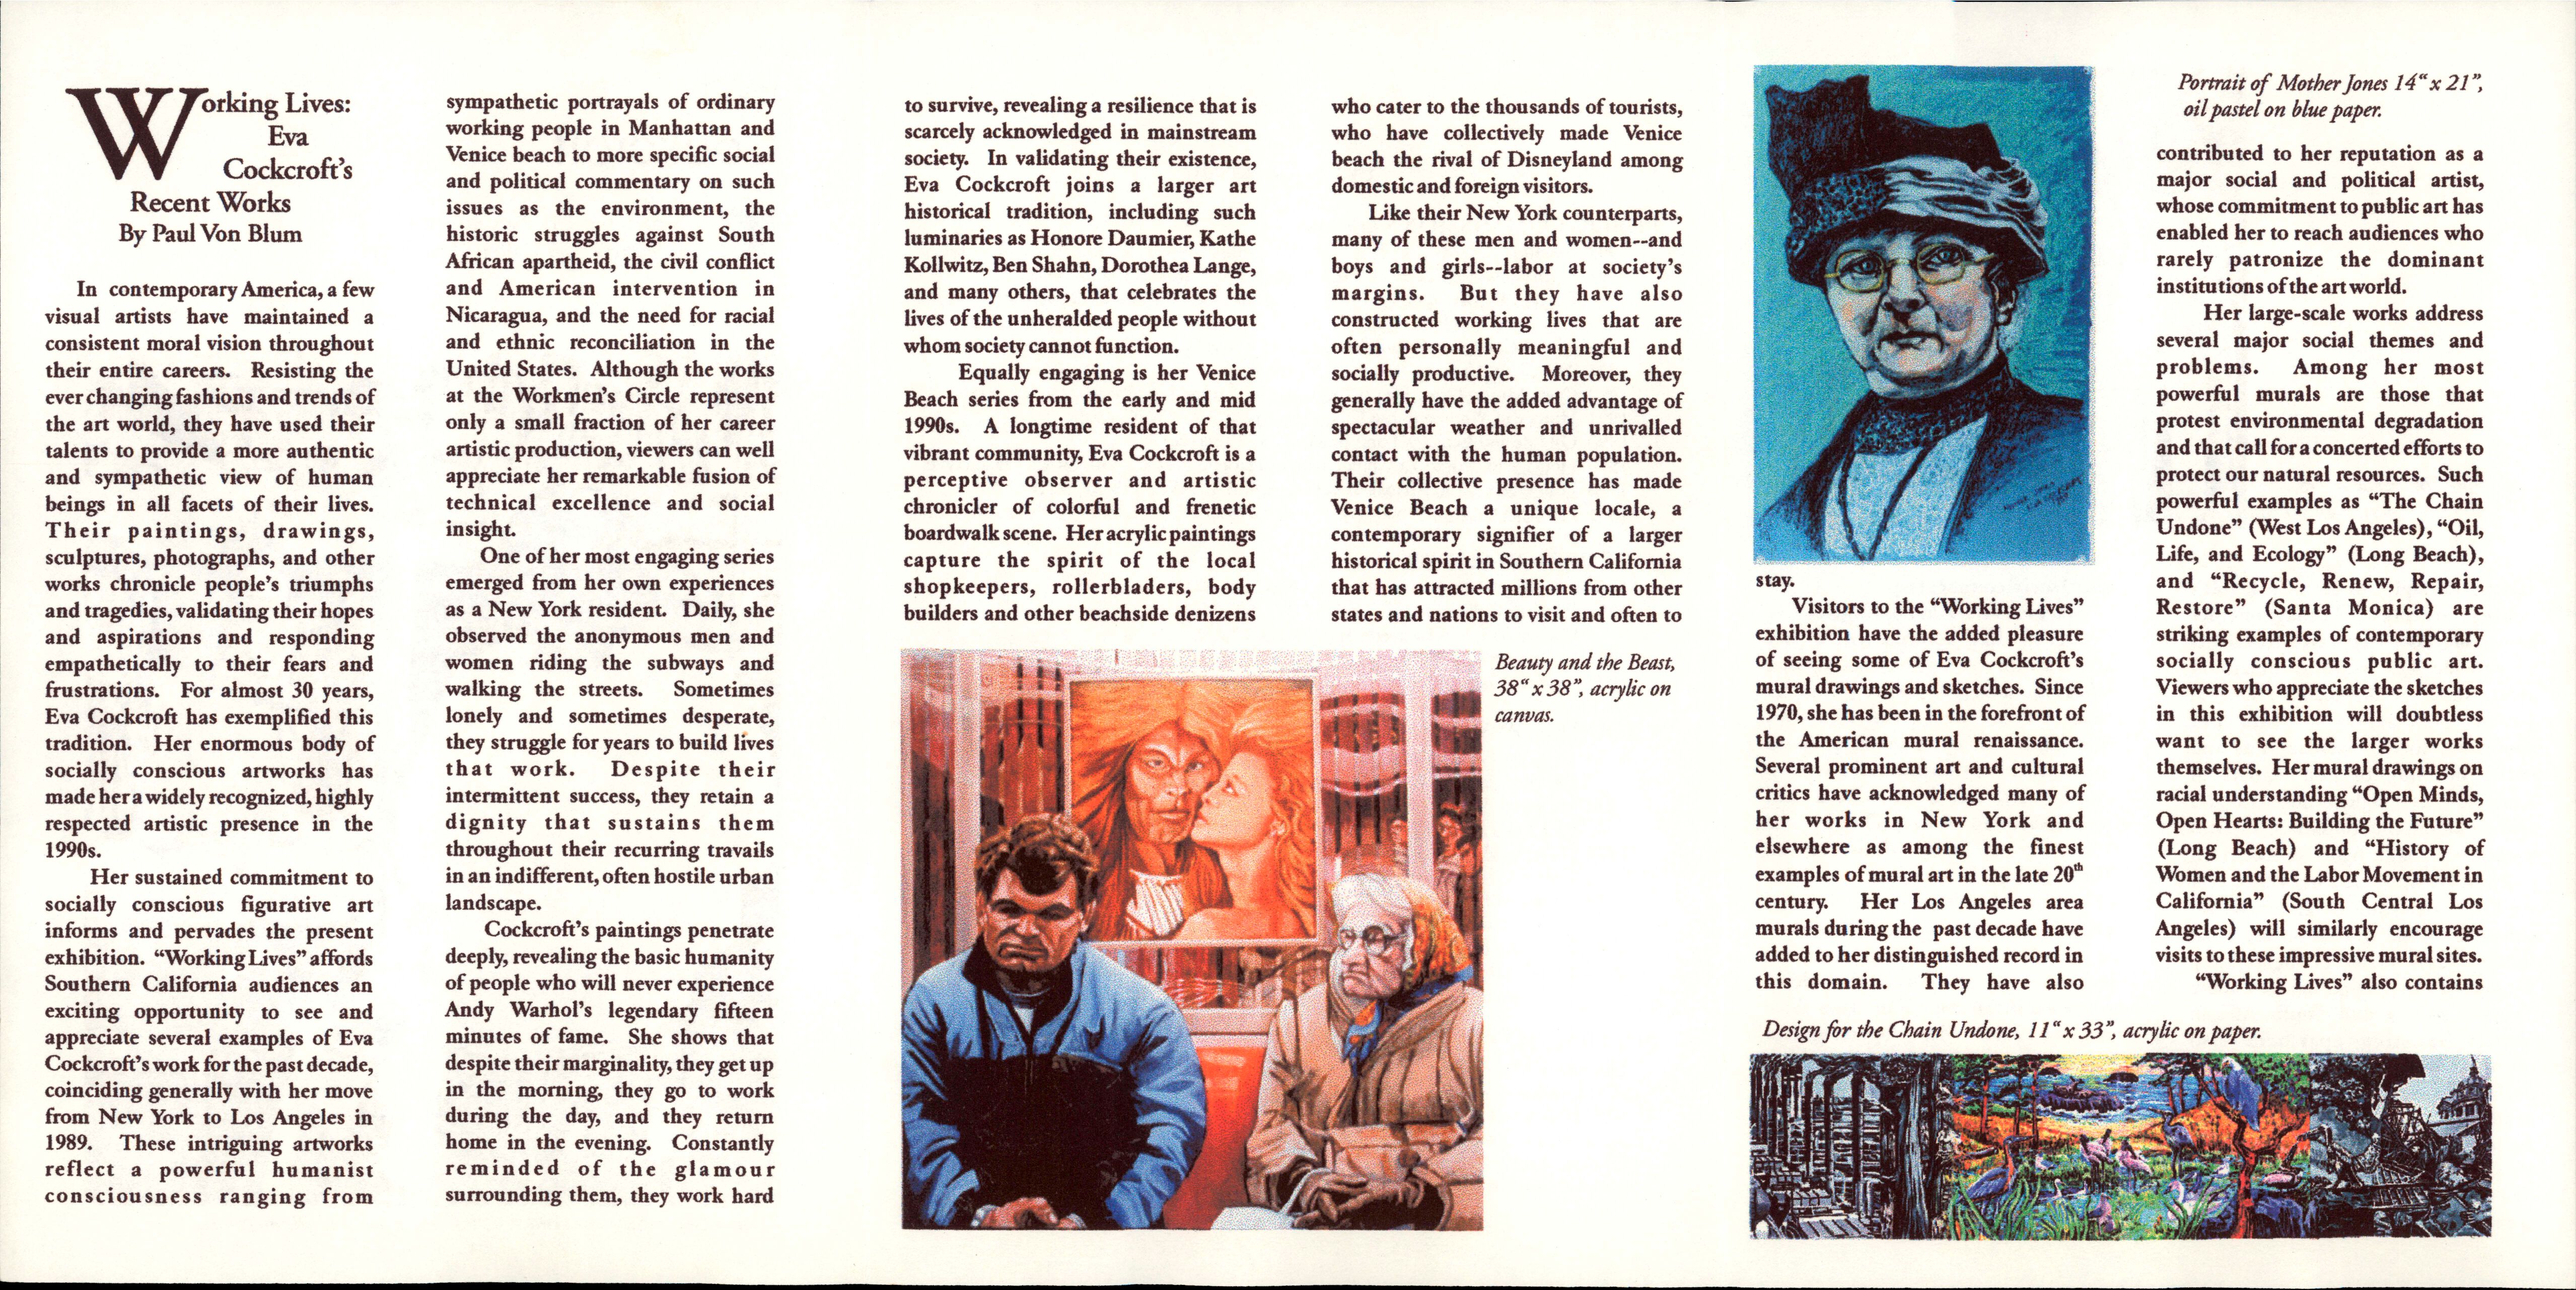 Working Lives:
Eva
Cockcroft's
Recent Works
By Paul Von Blum
In contemporary America, a few
visual artists have maintained a
consistent moral vision throughout
their entire careers. Resisting the
ever changing fashions and trends of
the art world, they have used their
talents to provide a more authentic
and sympathetic view of human
beings in all facets of their lives.
Their paintings, drawings,
sculptures, photographs, and other
works chronicle people's triumphs
and tragedies, validating their hopes
and aspirations and responding
empathetically to their fears and
frustrations. For almost 30 years,
Eva Cockcroft has exemplified this
tradition. Her enormous body of
socially conscious artworks has
made her a widely recognized, highly
respected artistic presence in the
1990s.
Her sustained commitment to
socially conscious figurative art
informs and pervades the present
exhibition. "Working Lives" affords
Southern California audiences an
exciting opportunity to see and
appreciate several examples of Eva
Cockcroft's work for the past decade,
coinciding generally with her move
from New York to Los Angeles in
1989. These intriguing artworks
reflect a powerful humanist
consciousness ranging from
sympathetic portrayals of ordinary
working people in Manhattan and
Venice beach to more specific social
and political commentary on such
issues as the environment, the
historic struggles against South
African apartheid, the civil conflict
and American intervention in
Nicaragua, and the need for racial
and ethnic reconciliation in the
United States. Although the works
at the Workmen's Circle represent
only a small fraction of her career
artistic production, viewers can well
appreciate her remarkable fusion of
technical excellence and social
insight.
One of her most engaging series
emerged from her own experiences
as a New York resident. Daily, she
observed the anonymous men and
women riding the subways and
walking the streets. Sometimes
lonely and sometimes desperate,
they struggle for years to build lives
that work. Despite their
intermittent success, they retain a
dignity that sustains them
throughout their recurring travails
in an indifferent, often hostile urban
landscape.
Cockcroft's paintings penetrate
deeply, revealing the basic humanity
of people who will never experience
Andy Warhol's legendary fifteen
minutes of fame. She shows that
despite their marginality, they get up
in the morning, they go to work
during the day, and they return
home in the evening. Constantly
reminded of the glamour
surrounding them, they work hard
to survive, revealing a resilience that is
scarcely acknowledged in mainstream
society. In validating their existence,
Eva Cockcroft joins a larger art
historical tradition, including such
luminaries as Honore Daumier, Kathe
Kollwitz, Ben Shahn, Dorothea Lange,
and many others, that celebrates the
lives of the unheralded people without
whom society cannot function.
Equally engaging is her Venice
Beach series from the early and mid
1990s. A longtime resident of that
vibrant community, Eva Cockcroft is a
perceptive observer and artistic
chronicler of colorful and frenetic
boardwalk scene. Her acrylic paintings
capture the spirit of the local
shopkeepers, rollerbladers, body
builders and other beachside denizens
who cater to the thousands of tourists,
who have collectively made Venice
beach the rival of Disneyland among
domestic and foreign visitors.
Like their New York counterparts,
many of these men and women--and
boys and girls--labor at society's
margins. But they have also
constructed working lives that are
often personally meaningful and
socially productive. Moreover, they
generally have the added advantage of
spectacular weather and unrivalled
contact with the human population.
Their collective presence has made
Venice Beach a unique locale, a
contemporary signifier of a larger
historical spirit in Southern California
that has attracted millions from other
states and nations to visit and often to
Beauty and the Beast,
38“ x 38”, acrylic on
canvas.
stay.
Visitors to the "Working Lives"
exhibition have the added pleasure
of seeing some of Eva Cockcroft's
mural drawings and sketches. Since
1970, she has been in the forefront of
the American mural renaissance.
Several prominent art and cultural
critics have acknowledged many of
her works in New York and
elsewhere as among the finest
examples of mural art in the late 20th
century. Her Los Angeles area
murals during the past decade have
added to her distinguished record in
this domain. They have also
Portrait of Mother Jones 14“ x 21”,
oil pastel on blue paper.
contributed to her reputation as a
major social and political artist,
whose commitment to public art has
enabled her to reach audiences who
rarely patronize the dominant
institutions of the art world.
Her large-scale works address
several major social themes and
problems. Among her most
powerful murals are those that
protest environmental degradation
and that call for a concerted efforts to
protect our natural resources. Such
powerful examples as "The Chain
Undone" (West Los Angeles), "Oil,
Life, and Ecology" (Long Beach),
and "Recycle, Renew, Repair,
Restore" (Santa Monica) are
striking examples of contemporary
socially conscious public art.
Viewers who appreciate the sketches
in this exhibition will doubtless
want to see the larger works
themselves. Her mural drawings on
racial understanding "Open Minds,
Open Hearts: Building the Future"
(Long Beach) and "History of
Women and the Labor Movement in
California" (South Central Los
Angeles) will similarly encourage
visits to these impressive mural sites.
"Working Lives" also contains
Design for the Chain Undone, 11“ x 33”, acrylic on paper.